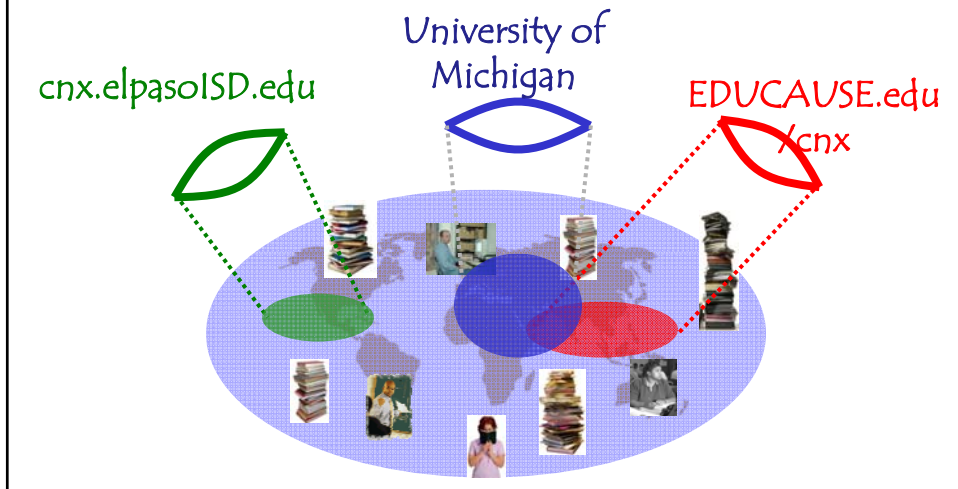 cnx.elpasoISD.edu
University of
Michigan
EDUCAUSE.edu
/cnx